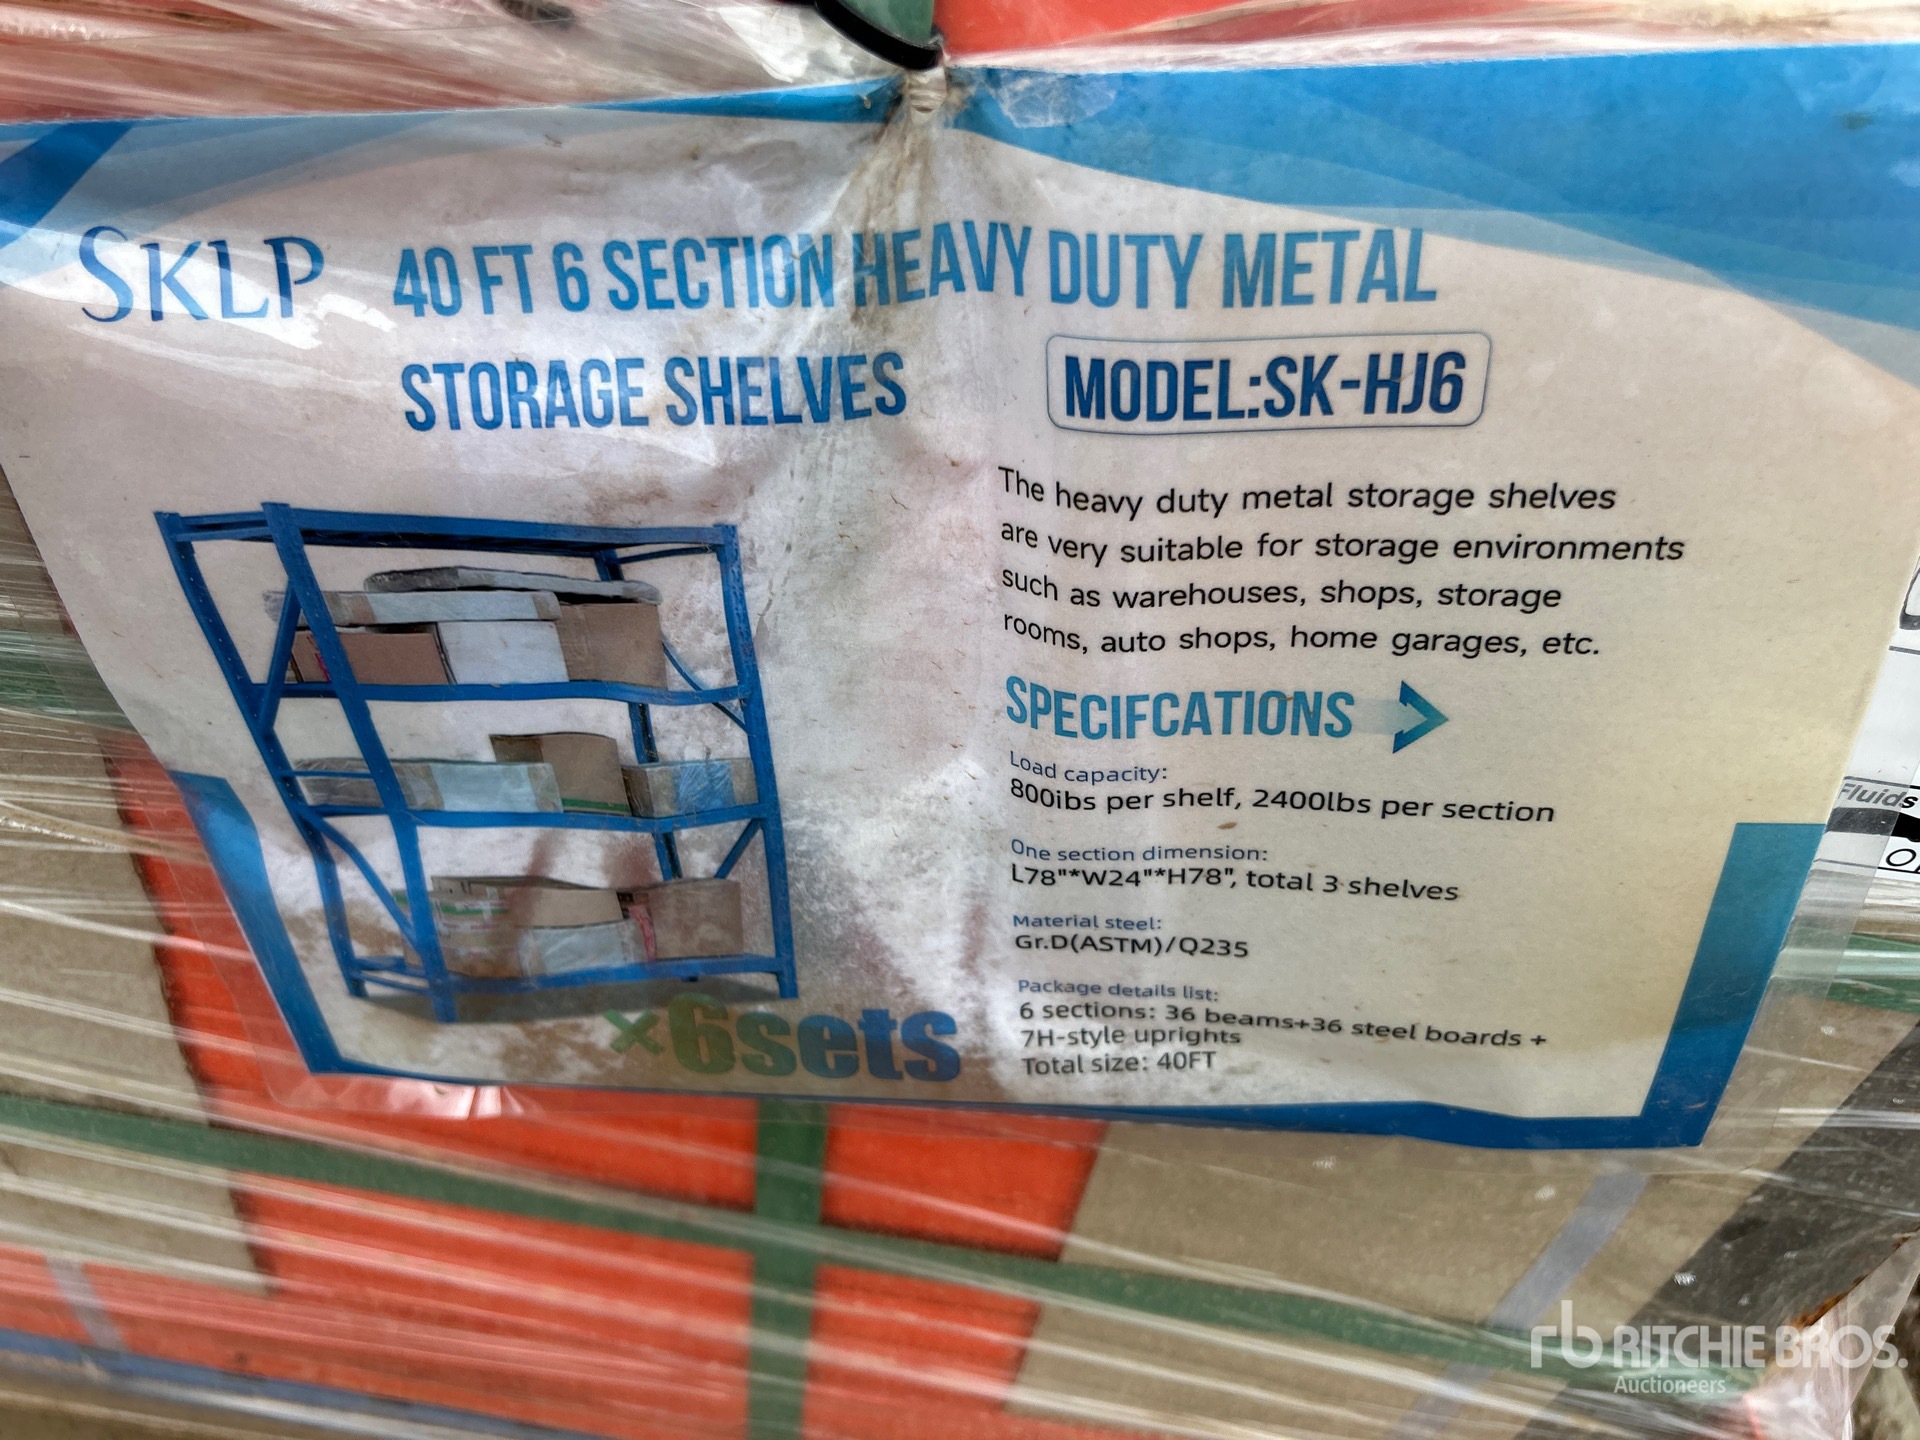 SKLP
40 FT 6 SECTION HEAVY DUTY METAL
STORAGE SHELVES
MODEL:SK-HJ6
The heavy duty metal storage shelves
are very suitable for storage environments
such as warehouses, shops, storage
rooms, auto shops, home garages, etc.
SPECIFCATIONS
Load capacity:
800ibs per shelf, 2400lbs per section
One section dimension:
L78"*W24"*H78", total 3 shelves
Material steel:
Gr.D(ASTM)/Q235
Package details list:
6 sections: 36 beams+36 steel boards +
7H-style uprights
Total size: 40FT
×6sets
Fluids
rb RITCHIE BROS.
Auctioneers